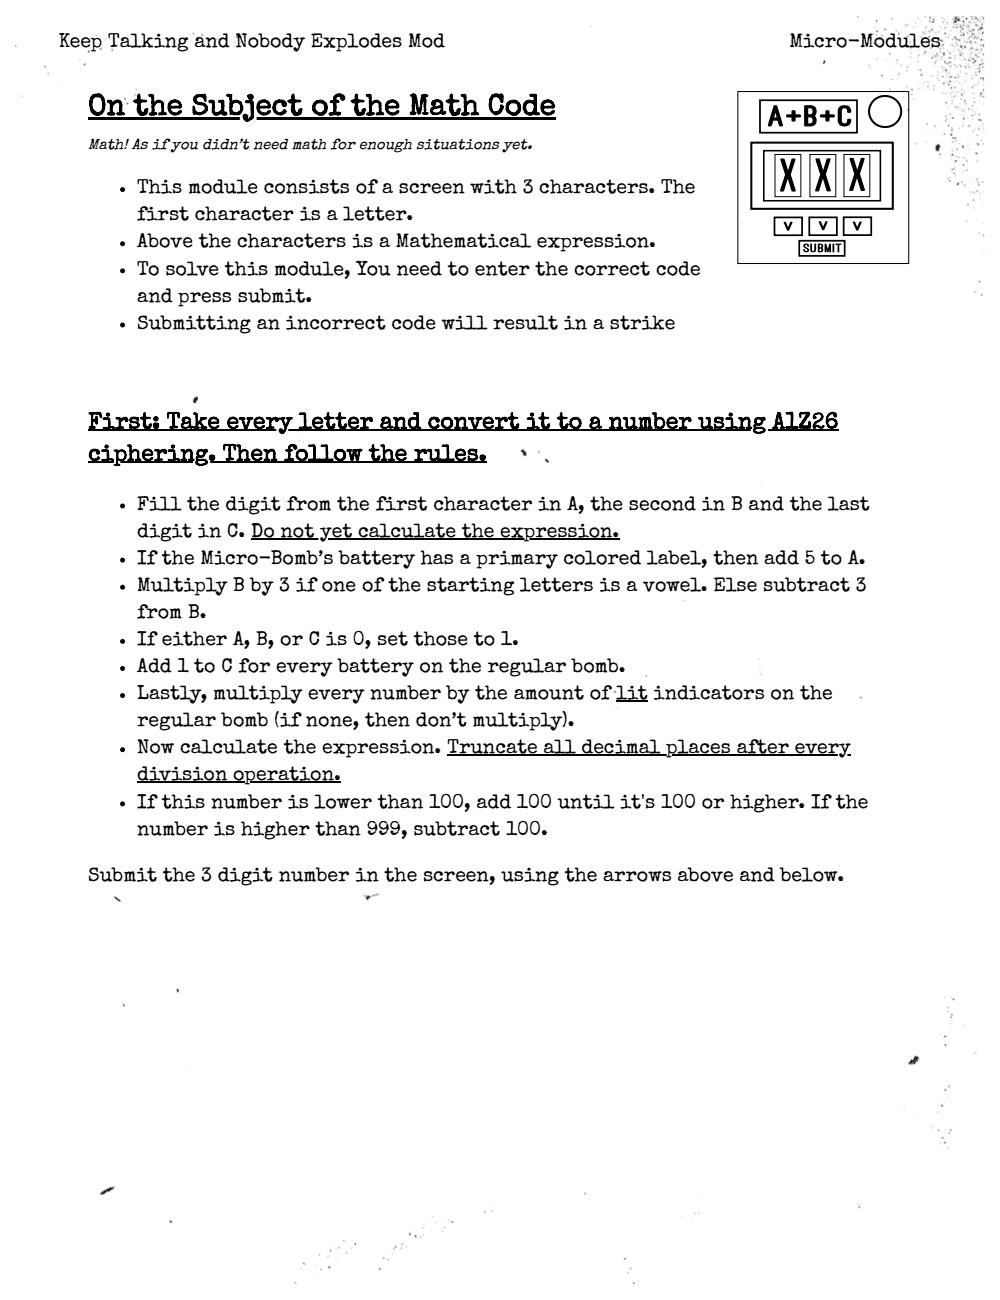 Keep Talking and Nobody Explodes Mod
Micro-Modules
On the Subject of the Math Code
Math! As if you didn't need math for enough situations yet.
• This module consists of a screen with 3 characters. The
first character is a letter.
• Above the characters is a Mathematical expression.
• To solve this module, You need to enter the correct code
and press submit.
• Submitting an incorrect code will result in a strike
A+B+C
X X X
V V V
SUBMIT
First: Take every letter and convert it to a number using A1Z26
ciphering. Then follow the rules.
• Fill the digit from the first character in A, the second in B and the last
digit in C. Do not yet calculate the expression.
• If the Micro-Bomb's battery has a primary colored label, then add 5 to A.
• Multiply B by 3 if one of the starting letters is a vowel. Else subtract 3
from B.
• If either A, B, or C is 0, set those to 1.
• Add 1 to C for every battery on the regular bomb.
• Lastly, multiply every number by the amount of lit indicators on the
regular bomb (if none, then don't multiply).
• Now calculate the expression. Truncate all decimal places after every
division operation.
• If this number is lower than 100, add 100 until it's 100 or higher. If the
number is higher than 999, subtract 100.
Submit the 3 digit number in the screen, using the arrows above and below.